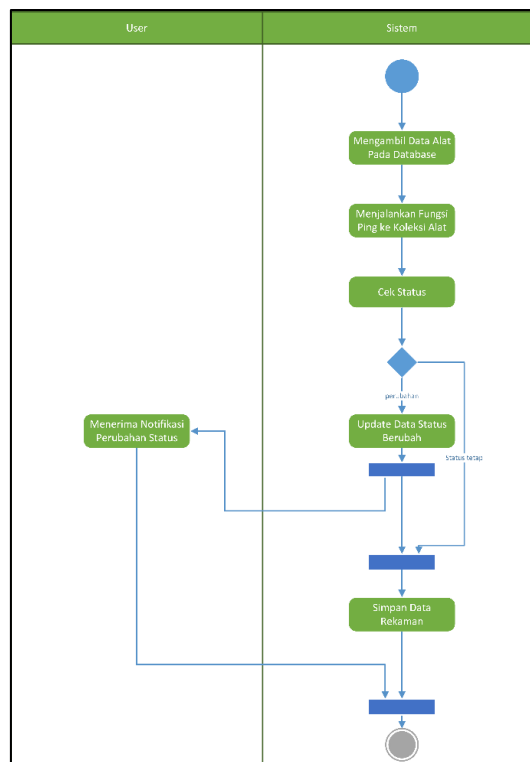 User
Sistem
Mengambil Data Alat
Pada Database
Menjalankan Fungsi
Ping ke Koleksi Alat
Cek Status
perubahan
Menerima Notifikasi
Perubahan Status
Update Data Status
Berubah
Status tetap
Simpan Data
Rekaman